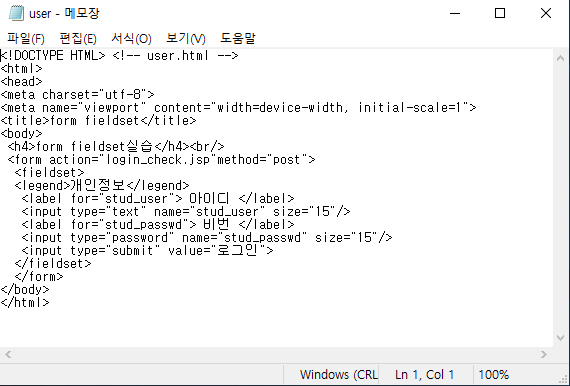 user - 메모장
파일(F) 편집(E) 서식(O) 보기(V) 도움말
<!DOCTYPE HTML> <!-- user.html -->
<html>
<head>
<meta charset="utf-8">
<meta name="viewport" content="width=device-width, initial-scale=1">
<title>form fieldset</title>
<body>
<h4>form fieldset실습</h4><br/>
<form action="login_check.jsp"method="post">
<fieldset>
<legend>개인정보</legend>
<label for="stud_user"> 아이디 </label>
<input type="text" name="stud_user" size="15"/>
<label for="stud_passwd"> 비번 </label>
<input type="password" name="stud_passwd" size="15"/>
<input type="submit" value="로그인">
</fieldset>
</form>
</body>
</html>
Windows (CRL Ln 1, Col 1 100%